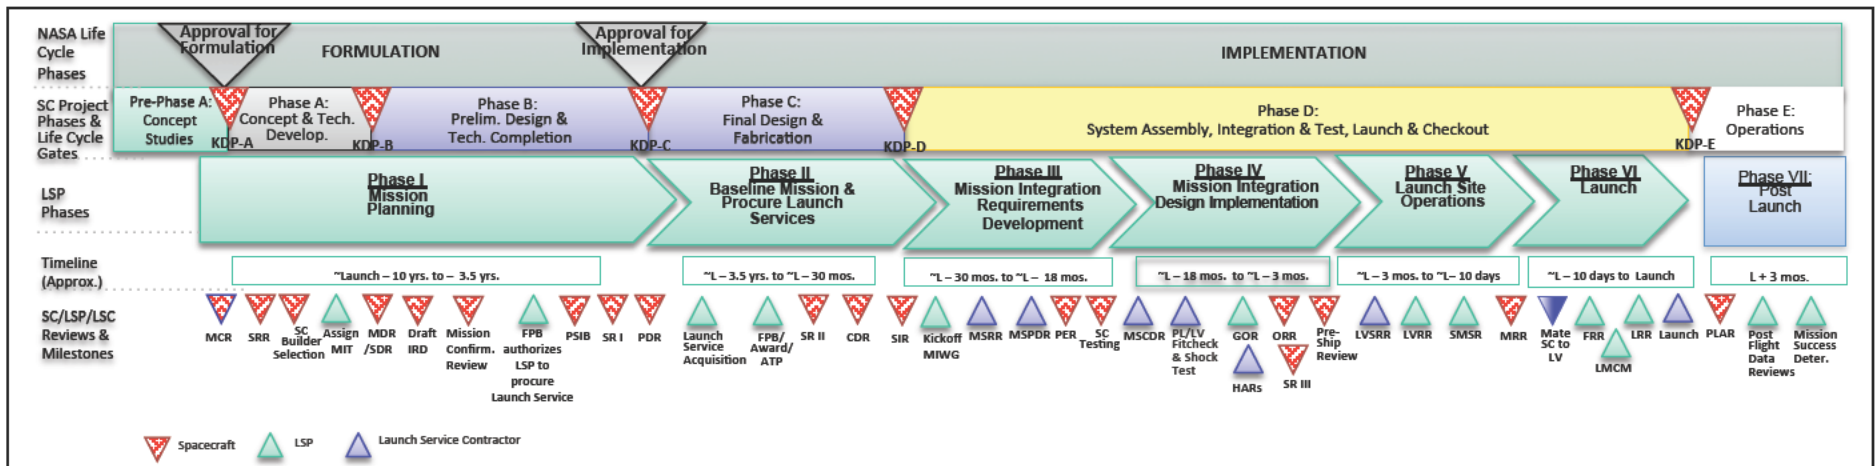 NASA Life
Cycle
Phases
Approval for
Formulation
FORMULATION
Approval for
Implementation
IMPLEMENTATION
SC Project
Phases &
Life Cycle
Gates
Pre-Phase A:
Concept
Studies
KDP-A
Phase A:
Concept & Tech.
Develop.
KDP-B
Phase B:
Prelim. Design &
Tech. Completion
KDP-C
Phase C:
Final Design &
Fabrication
KDP-D
Phase D:
System Assembly, Integration & Test, Launch & Checkout
KDP-E
Phase E:
Operations
LSP
Phases
Phase I
Mission
Planning
Phase II
Baseline Mission &
Procure Launch
Services
Phase III
Mission Integration
Requirements
Development
Phase IV
Mission Integration
Design Implementation
Phase V
Launch Site
Operations
Phase VI
Launch
Phase VII:
Post
Launch
Timeline
(Approx.)
~Launch – 10 yrs. to – 3.5 yrs.
~L – 3.5 yrs. to ~L – 30 mos.
~L – 30 mos. to ~L – 18 mos.
~L – 18 mos. to ~L – 3 mos.
~L – 3 mos. to ~L– 10 days
~L – 10 days to Launch
L + 3 mos.
SC/LSP/LSC
Reviews &
Milestones
MCR
SRR
SC
Builder
Selection
Assign
MIT
MDR
/SDR
Draft
IRD
Mission
Confirm.
Review
FPB
authorizes
LSP to
procure
Launch Service
PSIB
SR I
PDR
Launch
Service
Acquisition
FPB/
Award/
ATP
SR II
CDR
SIR
Kickoff
MIWG
MSRR
MSPDR
PER
SC
Testing
MSCDR
PL/LV
Fitcheck
& Shock
Test
GOR
HARs
ORR
SR III
Pre-
Ship
Review
LVSRR
LVRR
SMSR
MRR
Mate
SC to
LV
FRR
LMCM
LRR
Launch
PLAR
Post
Flight
Data
Reviews
Mission
Success
Deter.
Spacecraft
LSP
Launch Service Contractor